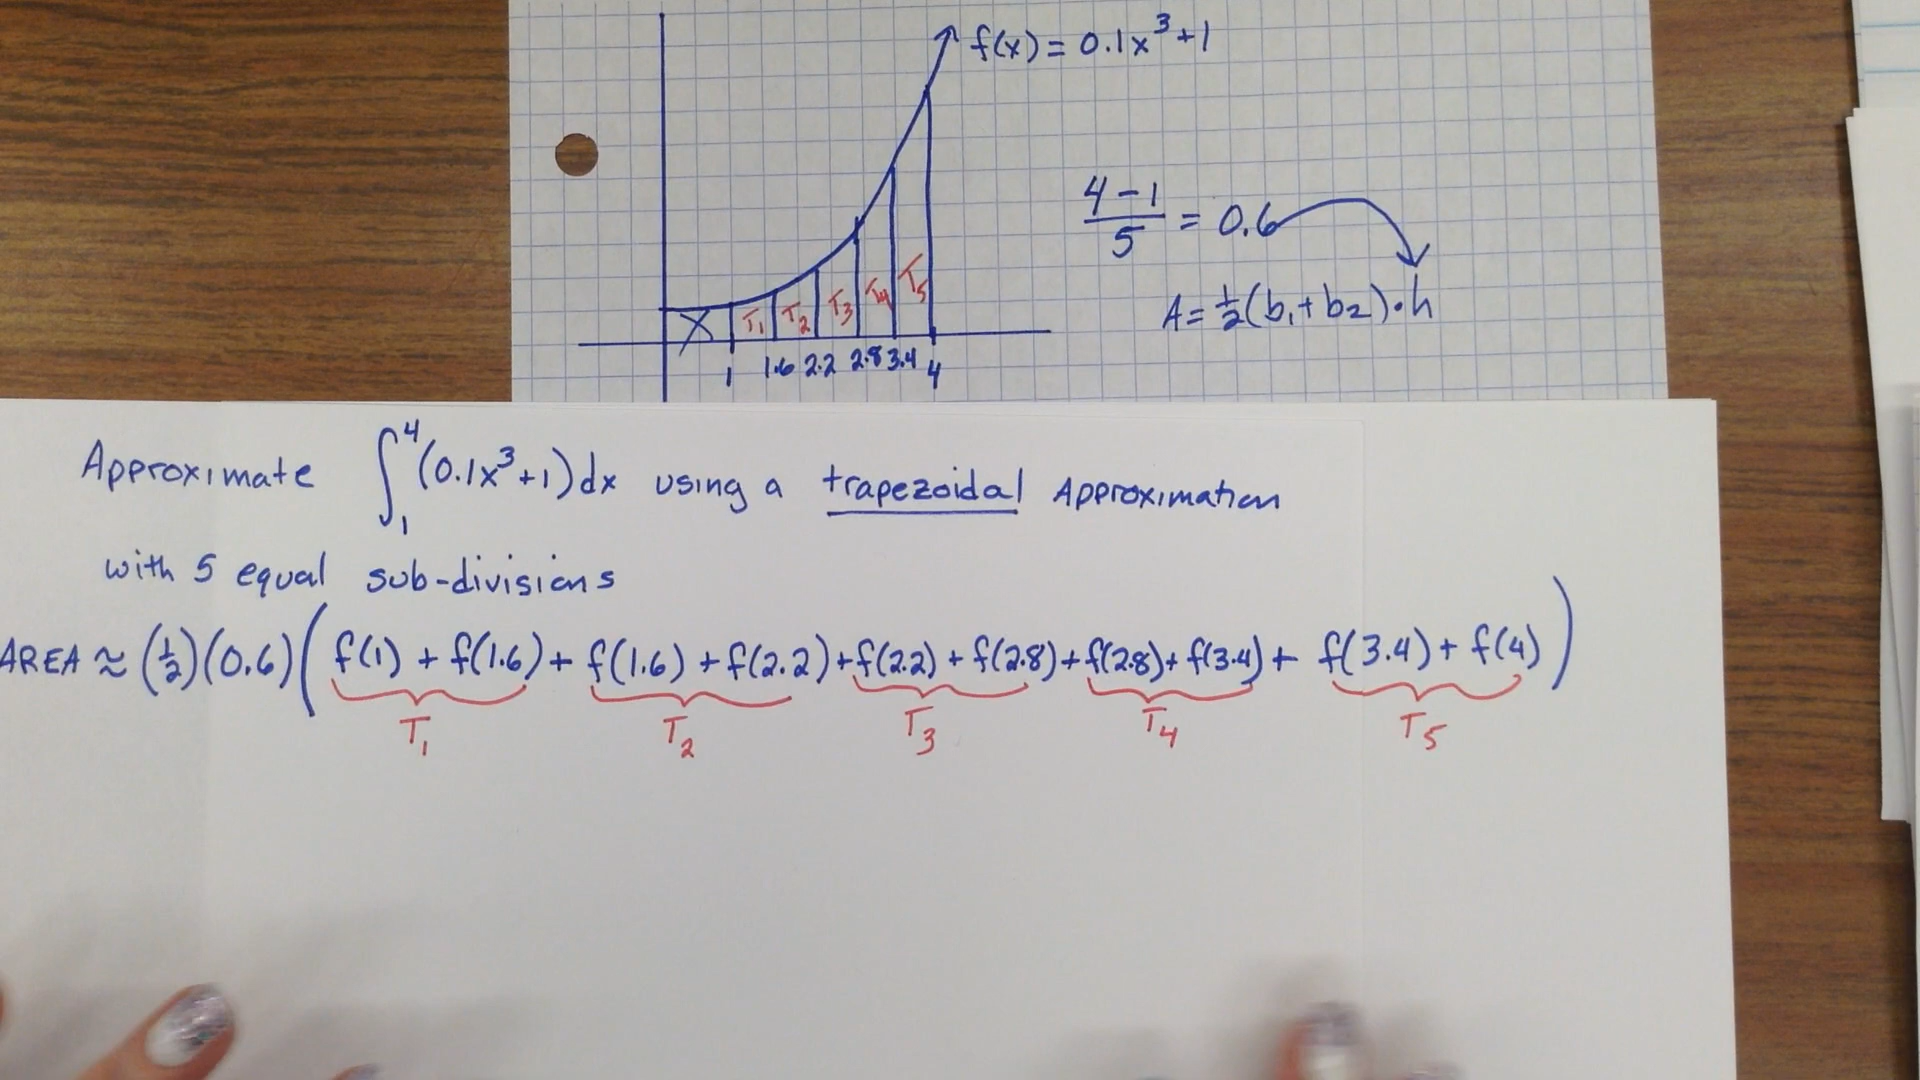 f(x) = 0.1x³+1
4-1/5 = 0.6
A=½(b₁+b₂)•h
X T₁ T₂ T₃ T₄ T₅
1 1.6 2.2 2.8 3.4 4
Approximate ∫₁⁴(0.1x³+1)dx using a trapezoidal Approximation
with 5 equal sub-divisions
AREA ≈ (½)(0.6)(f(1) + f(1.6) + f(1.6) + f(2.2) + f(2.2) + f(2.8) + f(2.8) + f(3.4) + f(3.4) + f(4))
T₁ T₂ T₃ T₄ T₅